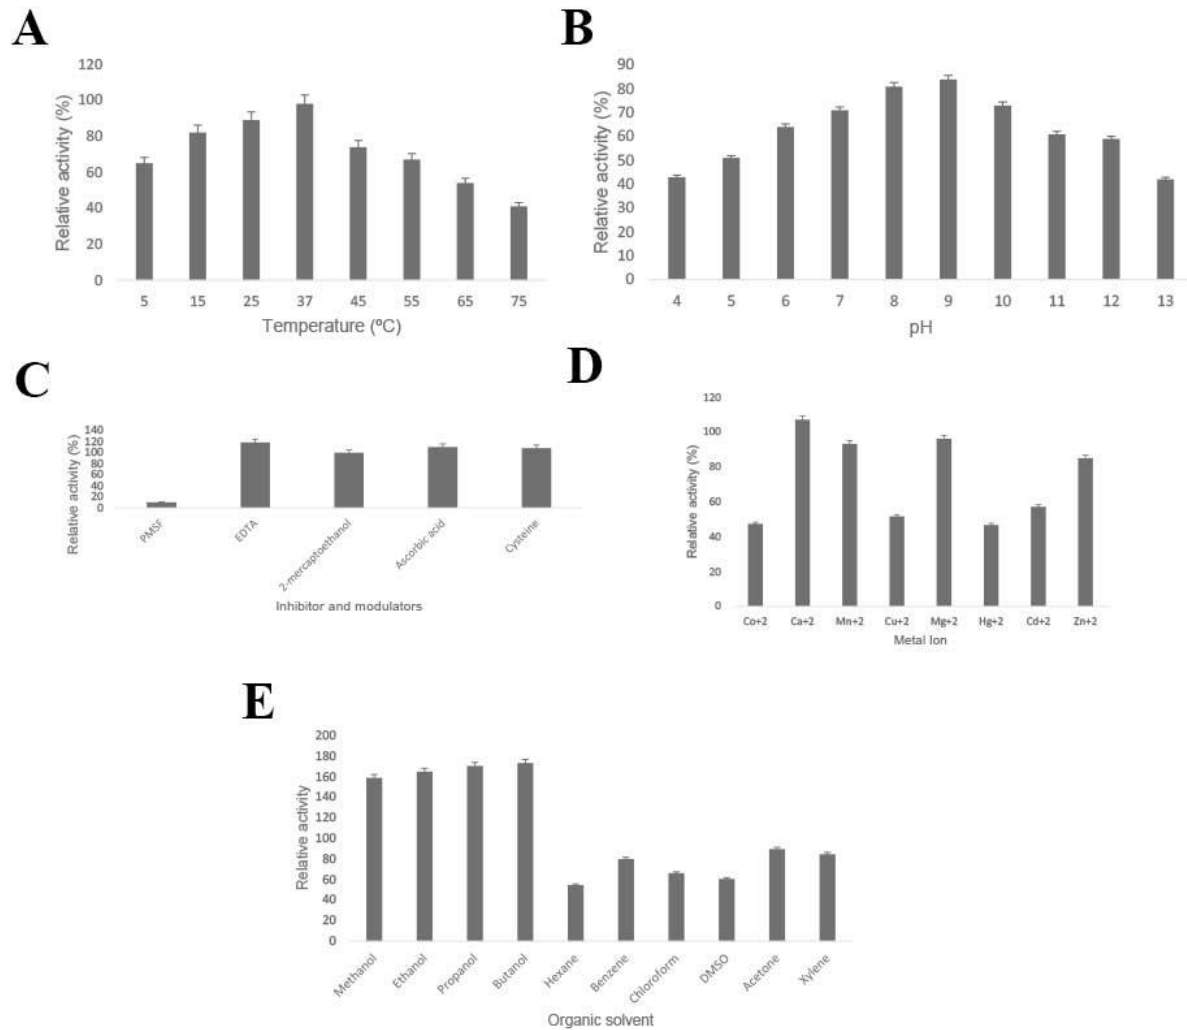 A
120
100
80
60
40
20
0
Relative activity (%)
5 15 25 37 45 55 65 75
Temperature (ºC)
B
90
80
70
60
50
40
30
20
10
0
Relative activity (%)
4 5 6 7 8 9 10 11 12 13
pH
C
140
120
100
80
60
40
20
0
Relative activity (%)
PMSF EDTA 2-mercaptoethanol Ascorbic acid Cysteine
Inhibitor and modulators
D
120
100
80
60
40
20
0
Relative activity (%)
Co+2 Ca+2 Mn+2 Cu+2 Mg+2 Hg+2 Cd+2 Zn+2
Metal Ion
E
200
180
160
140
120
100
80
60
40
20
0
Relative activity
Methanol Ethanol Propanol Butanol Hexane Benzene Chloroform DMSO Acetone Xylene
Organic solvent